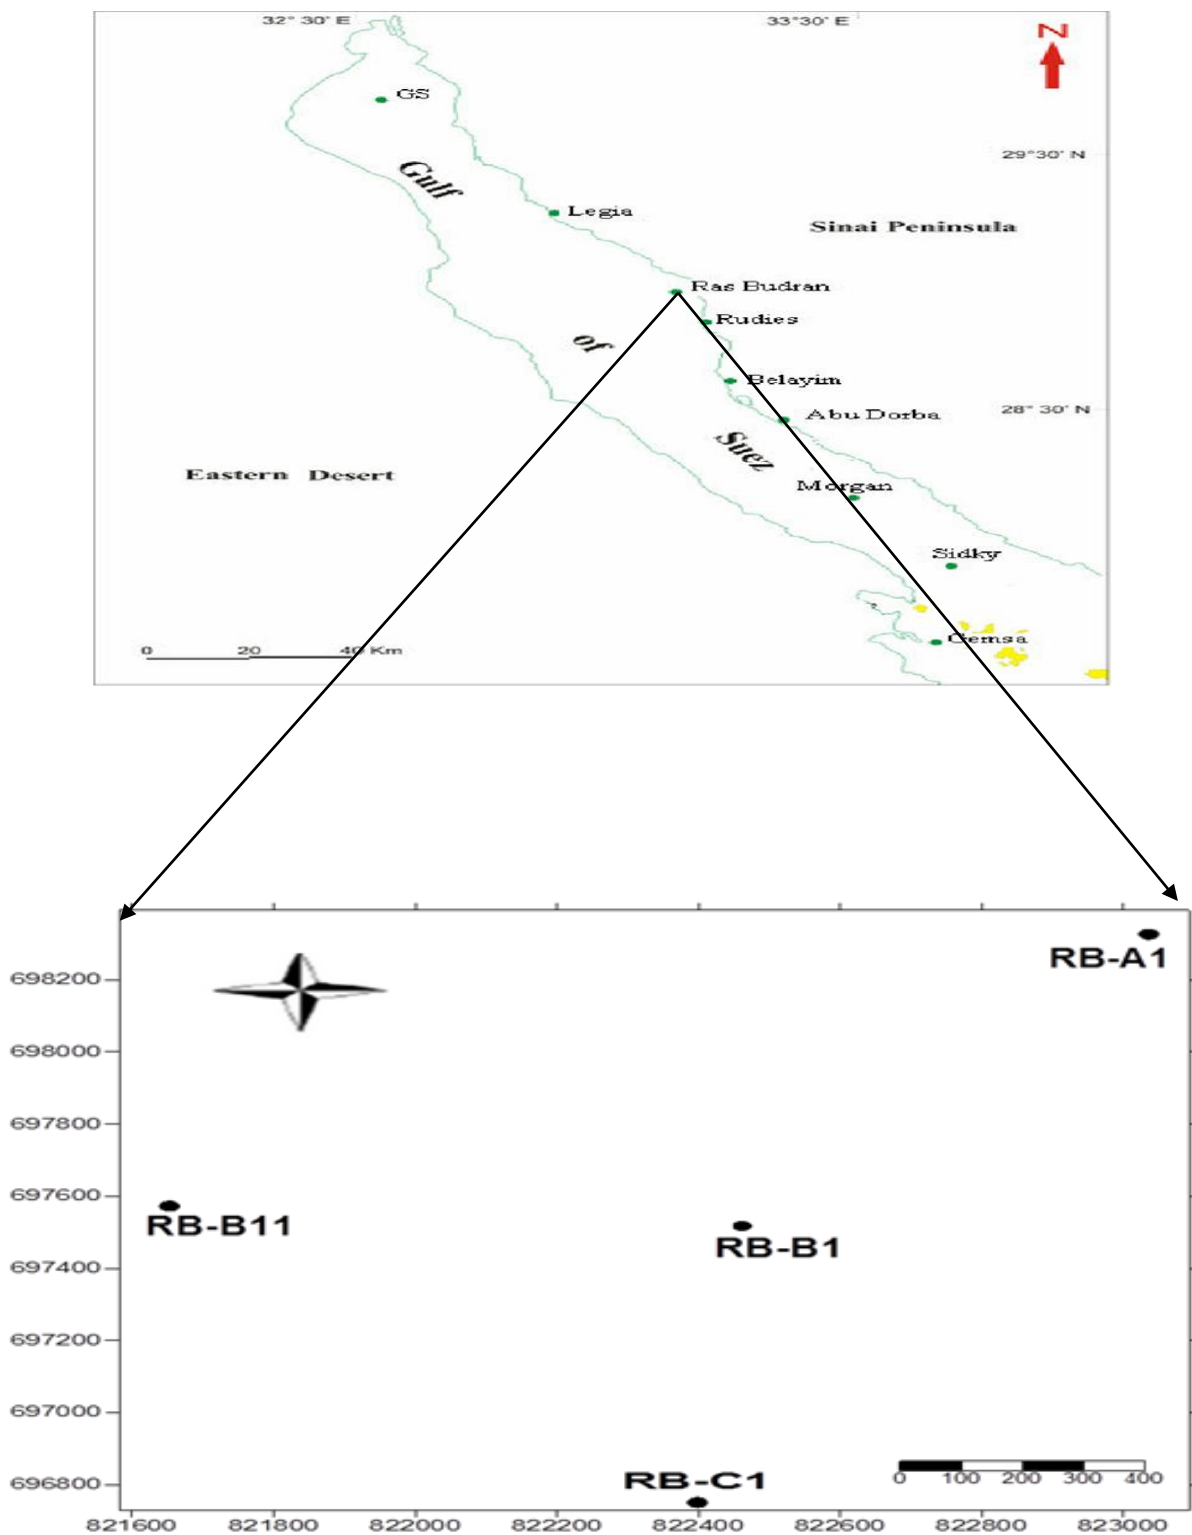 32° 30' E
33°30' E
N
GS
29°30' N
Gulf
Legia
Sinai Peninsula
Ras Budran
Rudies
of
Belayim
Abu Dorba
28° 30' N
Suez
Eastern Desert
Morgan
Sidky
Gemsa
0 20 40 Km
RB-A1
698200
698000
697800
697600
RB-B11
RB-B1
697400
697200
697000
696800
RB-C1
0 100 200 300 400
821600 821800 822000 822200 822400 822600 822800 823000